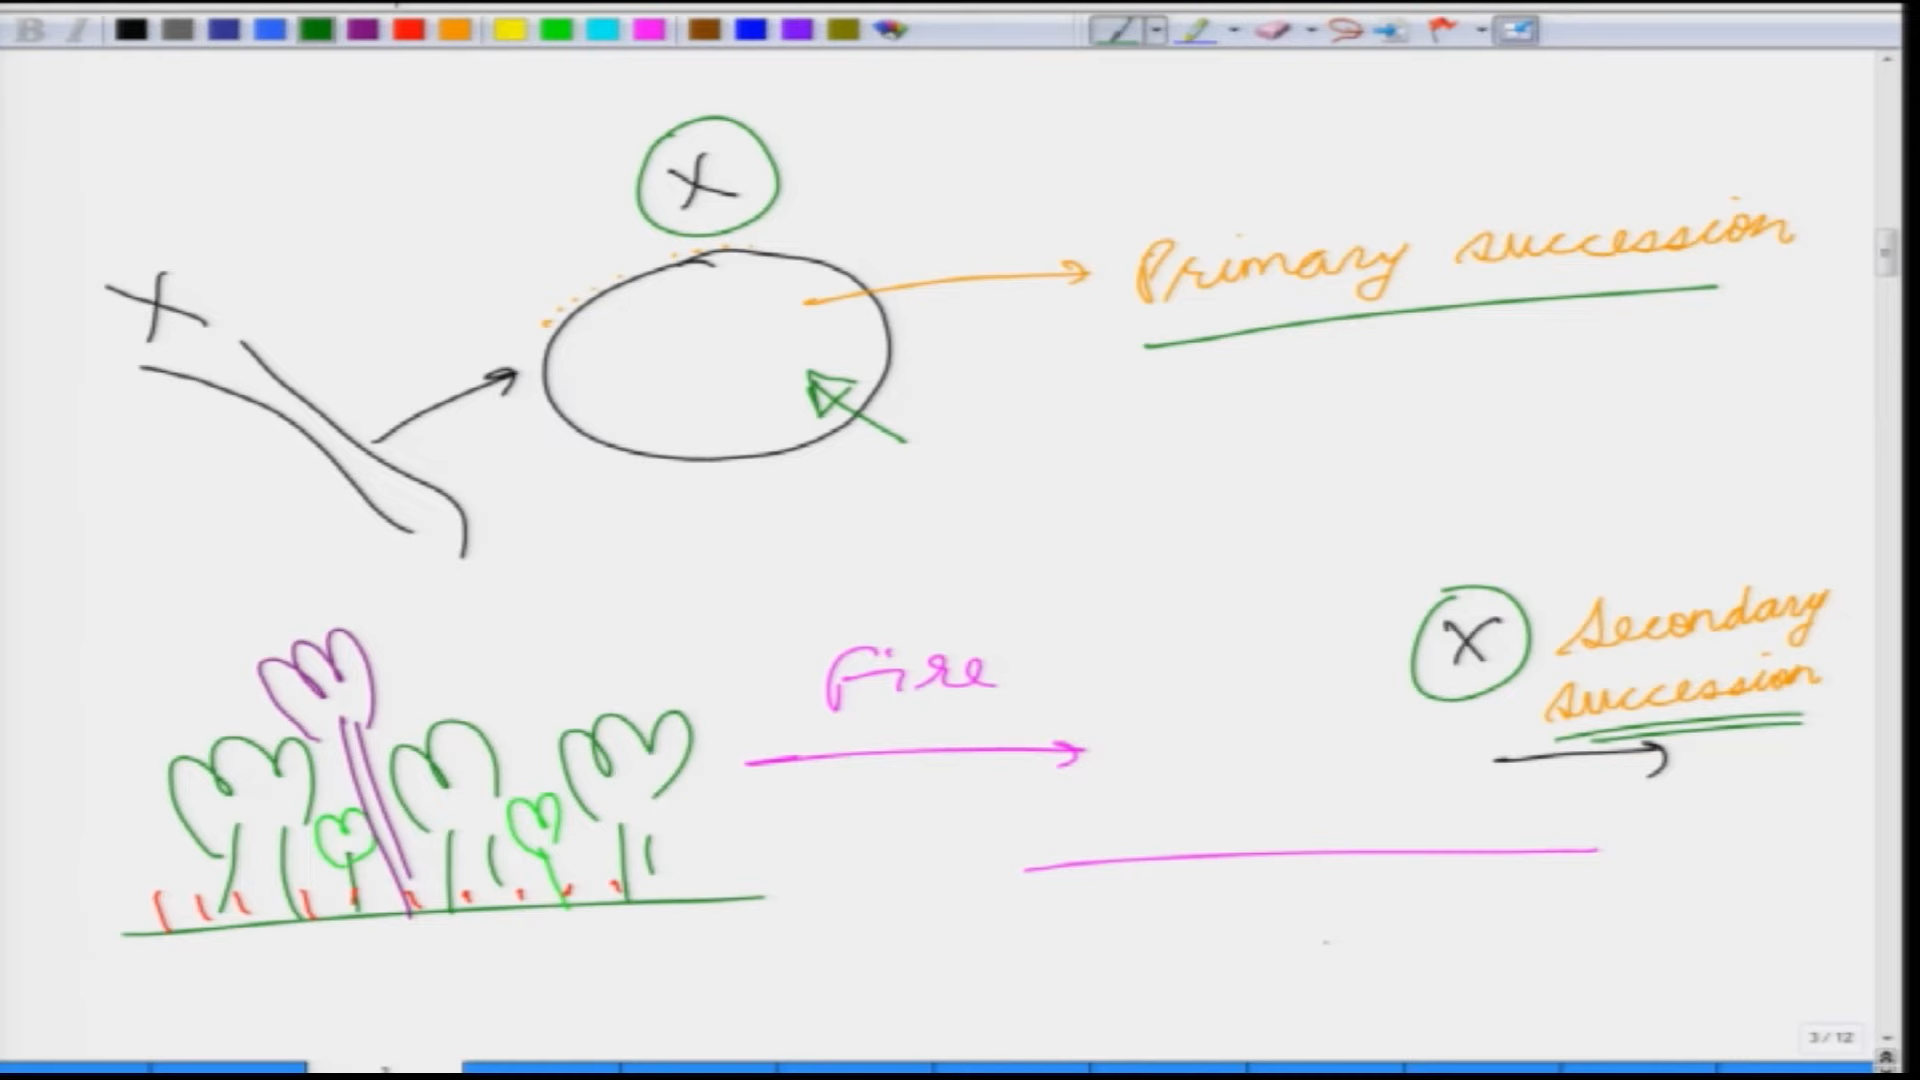 B I
X
Primary succession
X
Fire
X
Secondary
succession
3 / 12